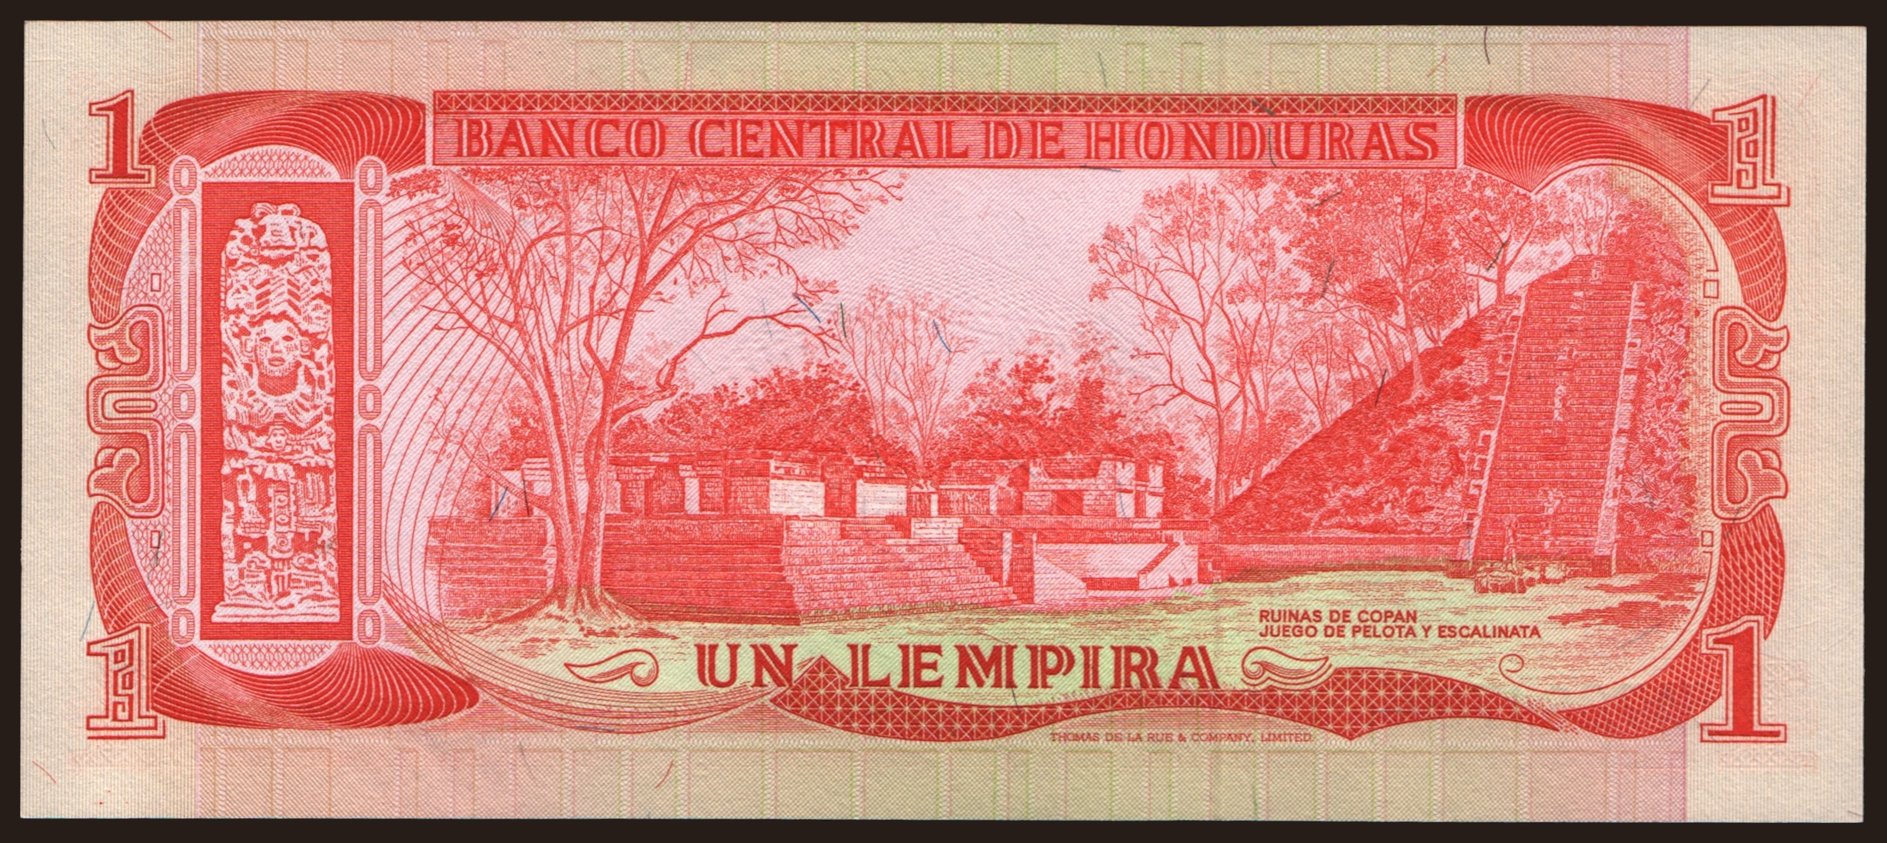 1
1
BANCO CENTRAL DE HONDURAS
RUINAS DE COPAN
JUEGO DE PELOTA Y ESCALINATA
UN LEMPIRA
1
1
THOMAS DE LA RUE & COMPANY, LIMITED.